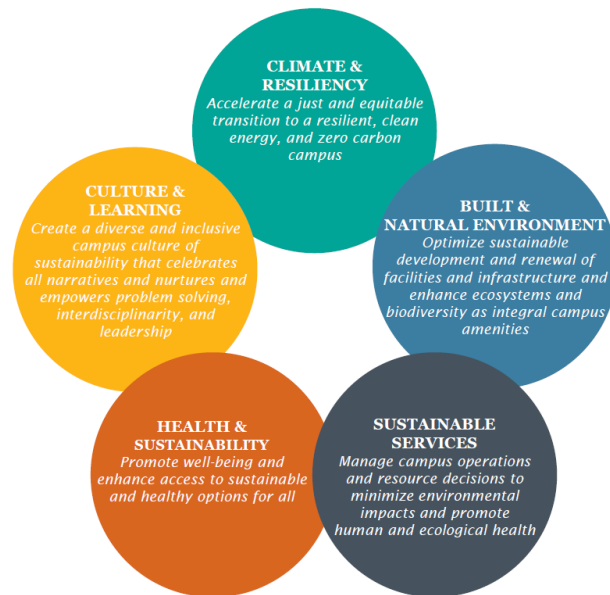 CLIMATE &
RESILIENCY
Accelerate a just and equitable
transition to a resilient, clean
energy, and zero carbon
campus
CULTURE &
LEARNING
Create a diverse and inclusive
campus culture of
sustainability that celebrates
all narratives and nurtures and
empowers problem solving,
interdisciplinarity, and
leadership
BUILT &
NATURAL ENVIRONMENT
Optimize sustainable
development and renewal of
facilities and infrastructure and
enhance ecosystems and
biodiversity as integral campus
amenities
HEALTH &
SUSTAINABILITY
Promote well-being and
enhance access to sustainable
and healthy options for all
SUSTAINABLE
SERVICES
Manage campus operations
and resource decisions to
minimize environmental
impacts and promote
human and ecological health